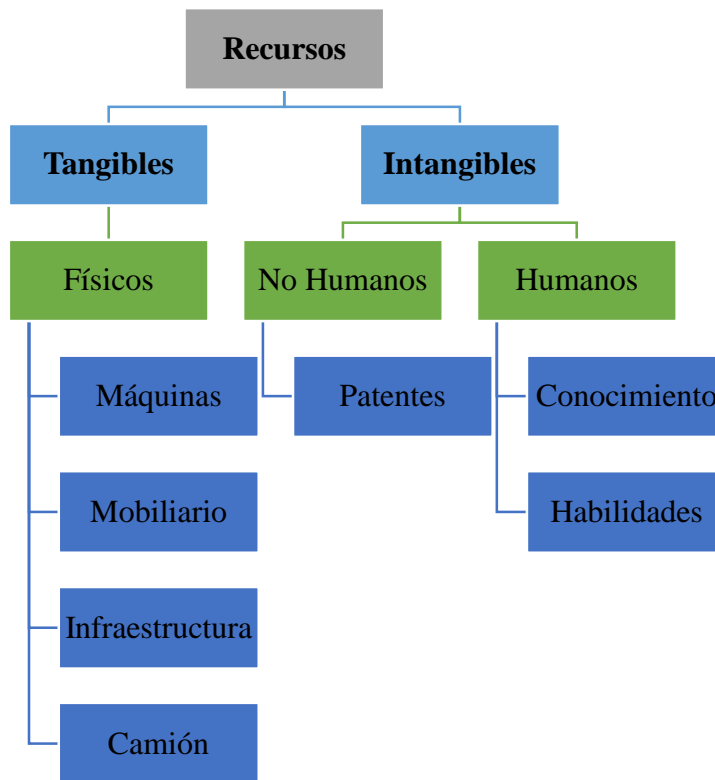 Recursos
Tangibles
Intangibles
Físicos
No Humanos
Humanos
Máquinas
Patentes
Conocimiento
Mobiliario
Habilidades
Infraestructura
Camión